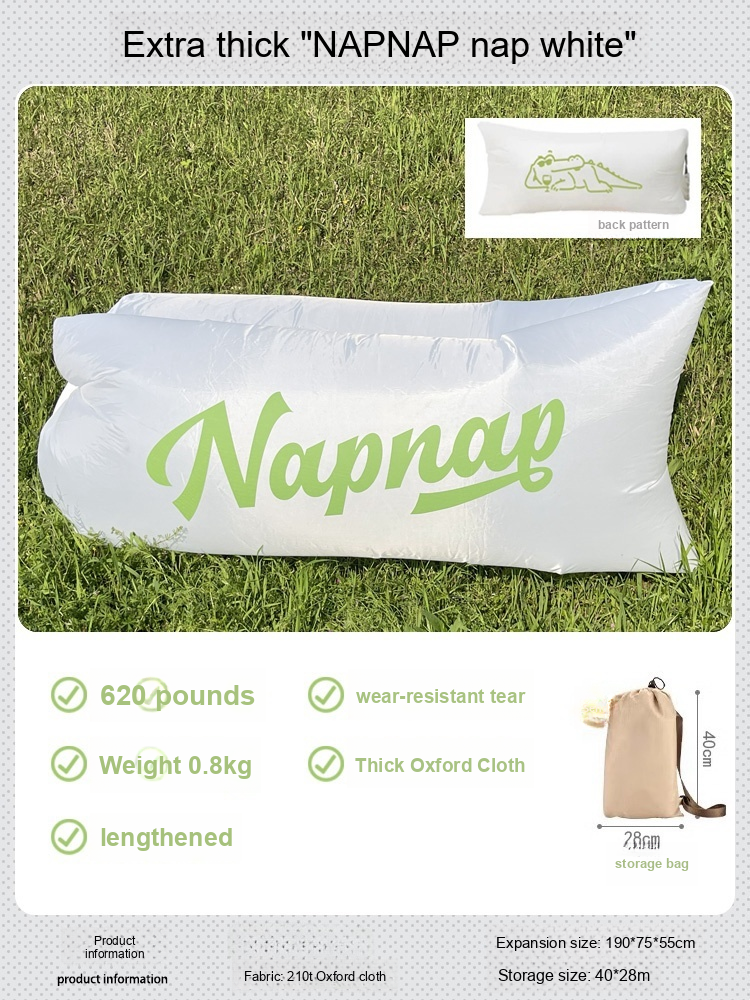 Extra thick "NAPNAP nap white"
back pattern
Napnap
620 pounds
wear-resistant tear
Weight 0.8kg
Thick Oxford Cloth
lengthened
40cm
28cm
storage bag
Product
information
product information
Fabric: 210t Oxford cloth
Expansion size: 190*75*55cm
Storage size: 40*28m